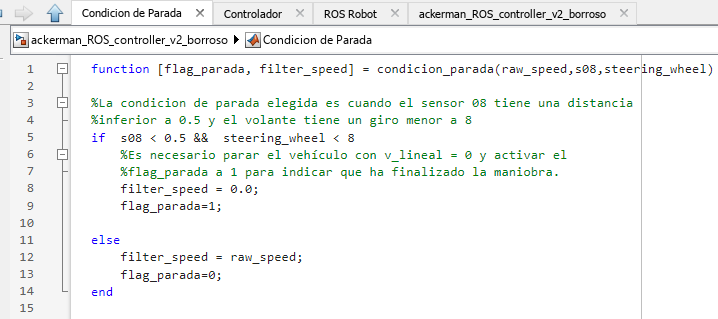 Condicion de Parada × Controlador × ROS Robot × ackerman_ROS_controller_v2_borroso ×
ackerman_ROS_controller_v2_borroso ▶ Condicion de Parada
1 function [flag_parada, filter_speed] = condicion_parada(raw_speed,s08,steering_wheel)
2
3 %La condicion de parada elegida es cuando el sensor 08 tiene una distancia
4 %inferior a 0.5 y el volante tiene un giro menor a 8
5 if s08 < 0.5 && steering_wheel < 8
6 %Es necesario parar el vehículo con v_lineal = 0 y activar el
7 %flag_parada a 1 para indicar que ha finalizado la maniobra.
8 filter_speed = 0.0;
9 flag_parada=1;
10
11 else
12 filter_speed = raw_speed;
13 flag_parada=0;
14 end
15